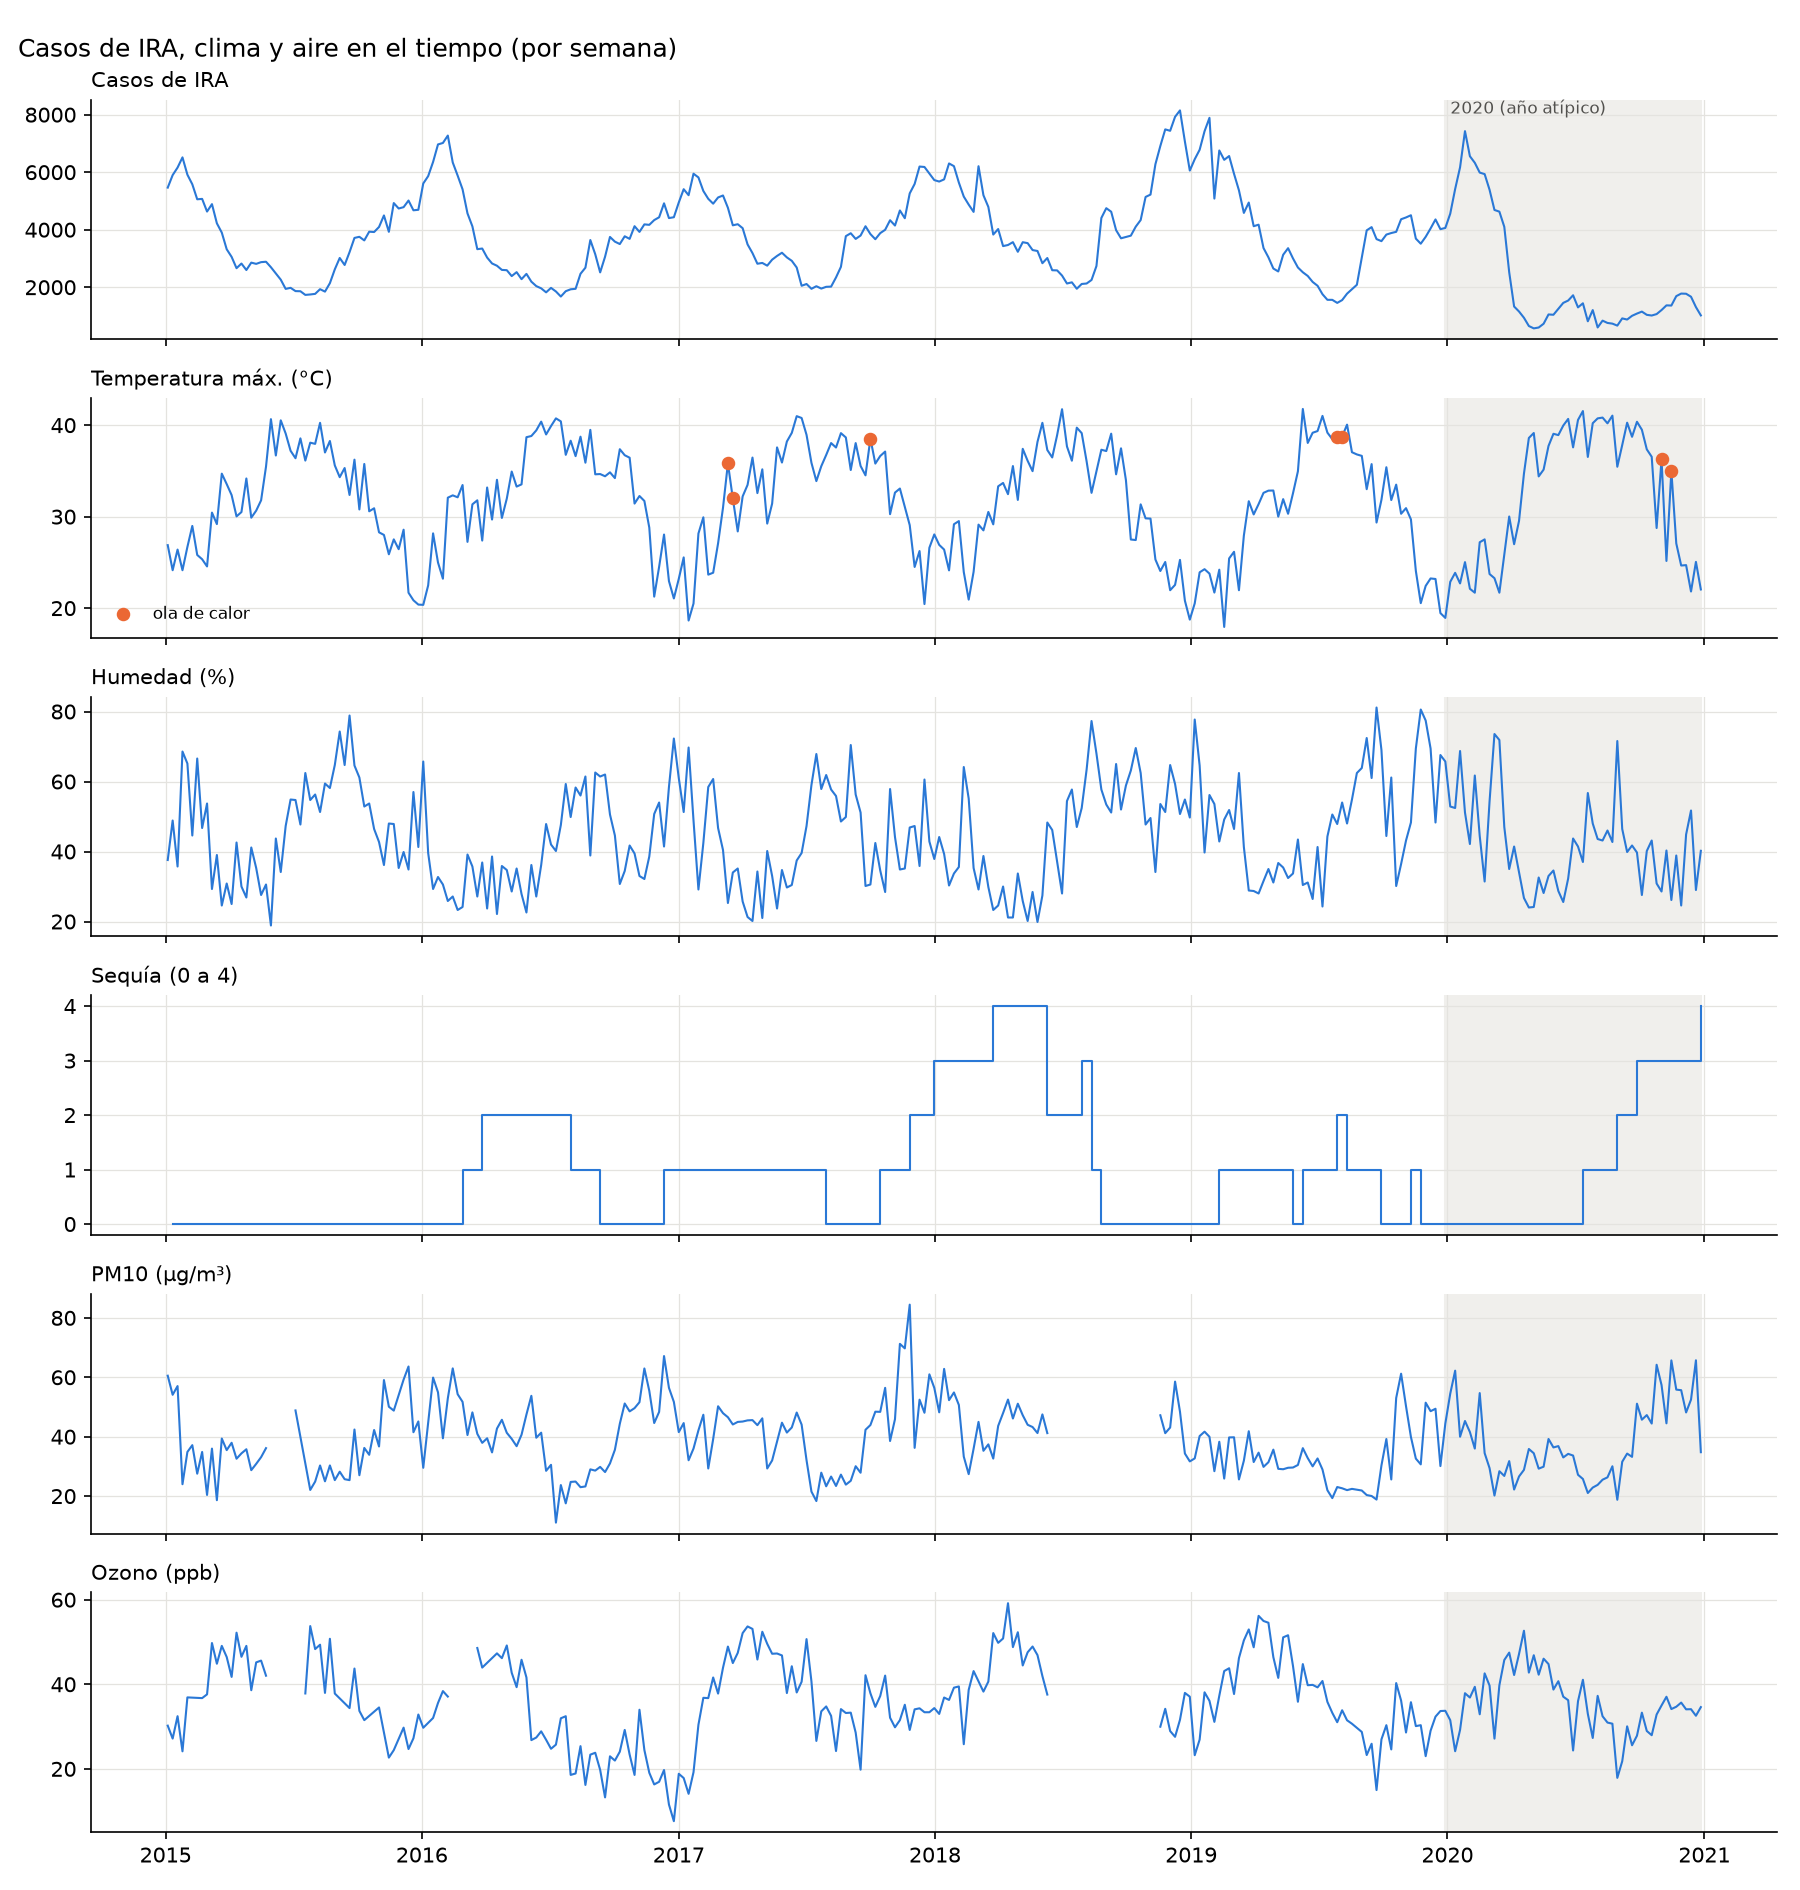 Casos de IRA, clima y aire en el tiempo (por semana)
Casos de IRA
8000
6000
4000
2000
2020 (año atípico)
Temperatura máx. (°C)
40
30
20
ola de calor
Humedad (%)
80
60
40
20
Sequía (0 a 4)
4
3
2
1
0
PM10 (µg/m³)
80
60
40
20
Ozono (ppb)
60
40
20
2015 2016 2017 2018 2019 2020 2021